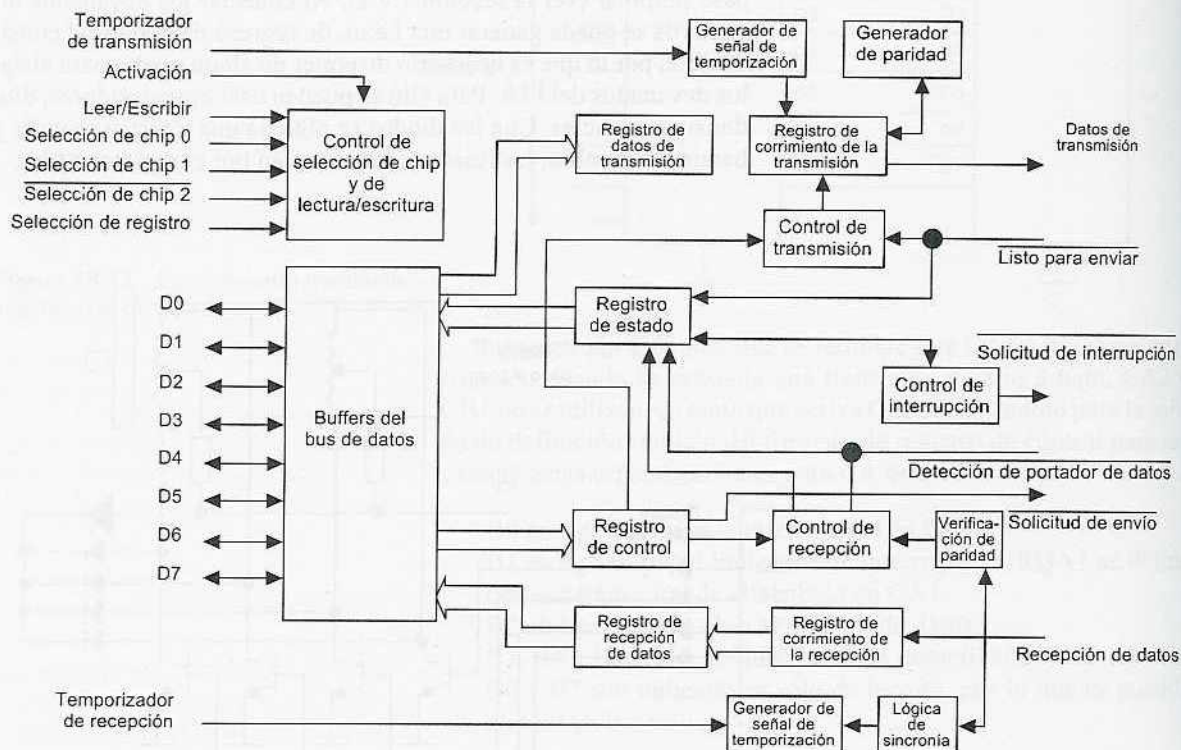 Temporizador
de transmisión
Activación
Leer/Escribir
Selección de chip 0
Selección de chip 1
Selección de chip 2
Selección de registro
Control de
selección de chip
y de
lectura/escritura
Generador de
señal de
temporización
Generador
de paridad
Registro de
datos de
transmisión
Registro de
corrimiento de la
transmisión
Datos de
transmisión
Control de
transmisión
Listo para enviar
D0
D1
D2
D3
D4
D5
D6
D7
Buffers del
bus de datos
Registro
de estado
Solicitud de interrupción
Control de
interrupción
Detección de portador de datos
Registro
de control
Control de
recepción
Verifica-
ción de
paridad
Solicitud de envío
Registro de
recepción
de datos
Registro de
corrimiento de
la recepción
Recepción de datos
Temporizador
de recepción
Generador de
señal de
temporización
Lógica
de
sincronía